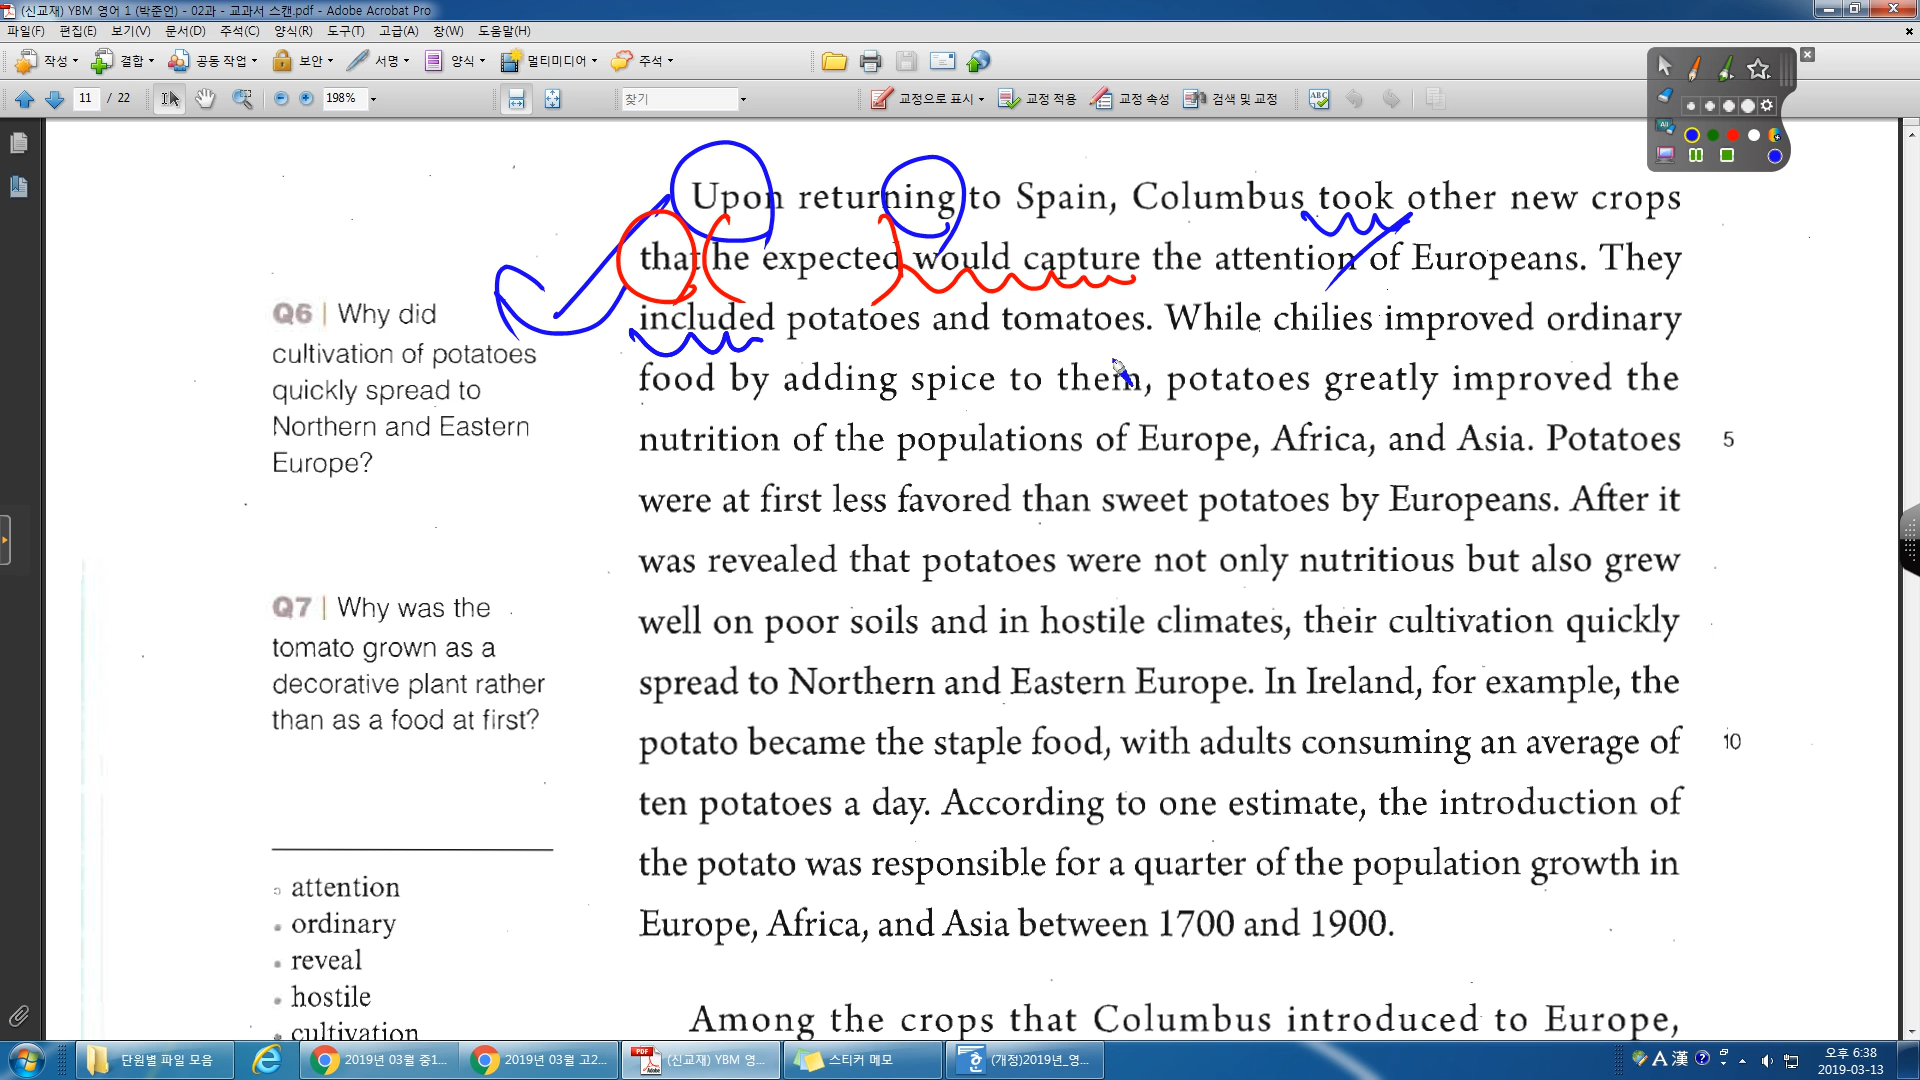 (신교재) YBM 영어 1 (박준언) - 02과 - 교과서 스캔.pdf - Adobe Acrobat Pro
파일(F) 편집(E) 보기(V) 문서(D) 주석(C) 양식(R) 도구(T) 고급(A) 창(W) 도움말(H)
작성 결합 공동 작업 보안 서명 양식 멀티미디어 주석
11 / 22 198% 찾기 교정으로 표시 교정 적용 교정 속성 검색 및 교정
Upon returning to Spain, Columbus took other new crops
that he expected would capture the attention of Europeans. They
included potatoes and tomatoes. While chilies improved ordinary
food by adding spice to them, potatoes greatly improved the
nutrition of the populations of Europe, Africa, and Asia. Potatoes 5
were at first less favored than sweet potatoes by Europeans. After it
was revealed that potatoes were not only nutritious but also grew
well on poor soils and in hostile climates, their cultivation quickly
spread to Northern and Eastern Europe. In Ireland, for example, the
potato became the staple food, with adults consuming an average of 10
ten potatoes a day. According to one estimate, the introduction of
the potato was responsible for a quarter of the population growth in
Europe, Africa, and Asia between 1700 and 1900.
Among the crops that Columbus introduced to Europe,
Q6 | Why did
cultivation of potatoes
quickly spread to
Northern and Eastern
Europe?
Q7 | Why was the
tomato grown as a
decorative plant rather
than as a food at first?
attention
ordinary
reveal
hostile
cultivation
단원별 파일 모음 2019년 03월 중1... 2019년 03월 고2... (신교재) YBM 영... 스티커 메모 (개정)2019년_영...
A 漢 오후 6:38
2019-03-13